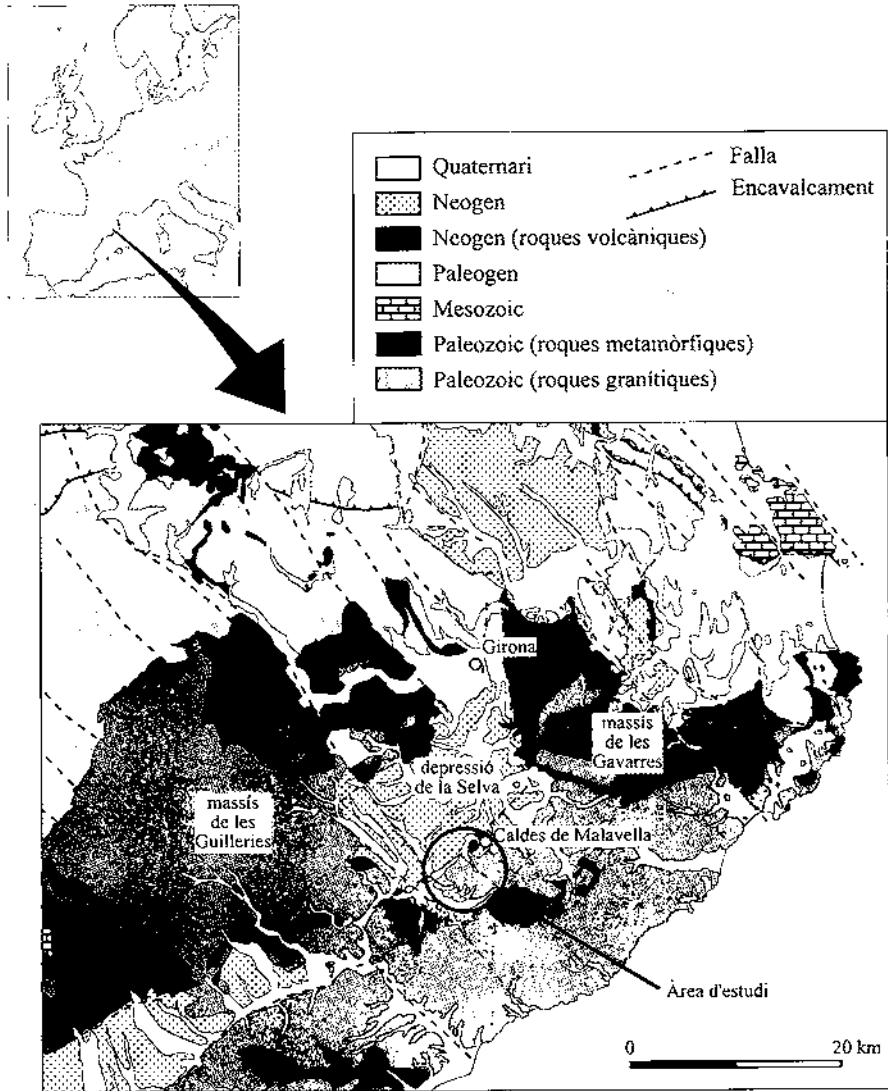 Quaternari
Neogen
Neogen (roques volcàniques)
Paleogen
Mesozoic
Paleozoic (roques metamòrfiques)
Paleozoic (roques granítiques)
Falla
Encavalcament
Girona
massís
de les
Gavarres
depressió
de la Selva
massís
de les
Guilleries
Caldes de Malavella
Àrea d'estudi
0
20 km